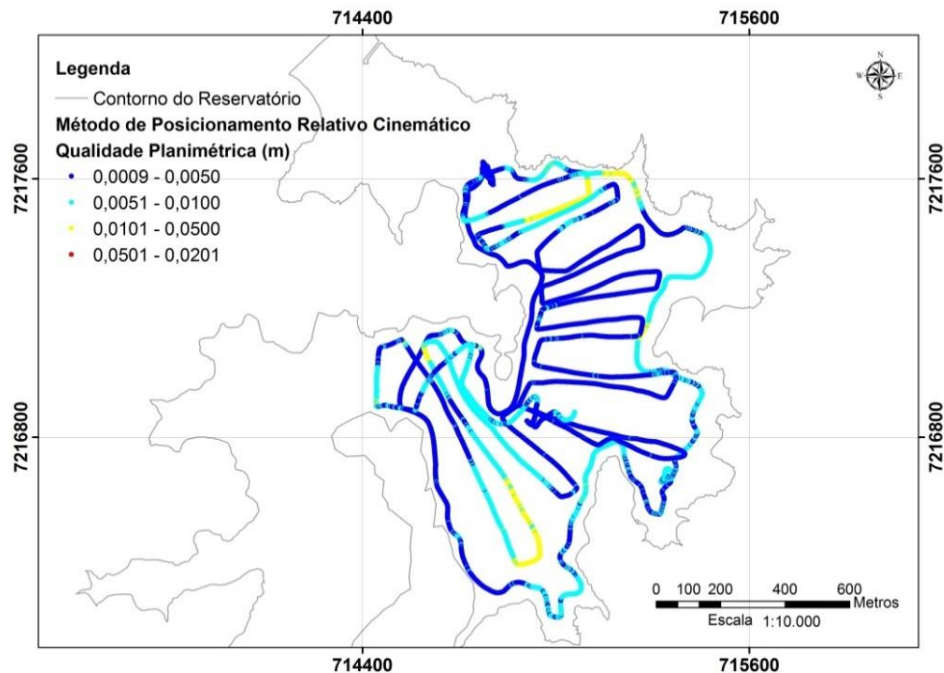 714400 715600
Legenda
Contorno do Reservatório
Método de Posicionamento Relativo Cinemático
Qualidade Planimétrica (m)
0,0009 - 0,0050
0,0051 - 0,0100
0,0101 - 0,0500
0,0501 - 0,0201
N
W E
S
7217600 7217600
7216800 7216800
0 100 200 400 600
Metros
Escala 1:10.000
714400 715600